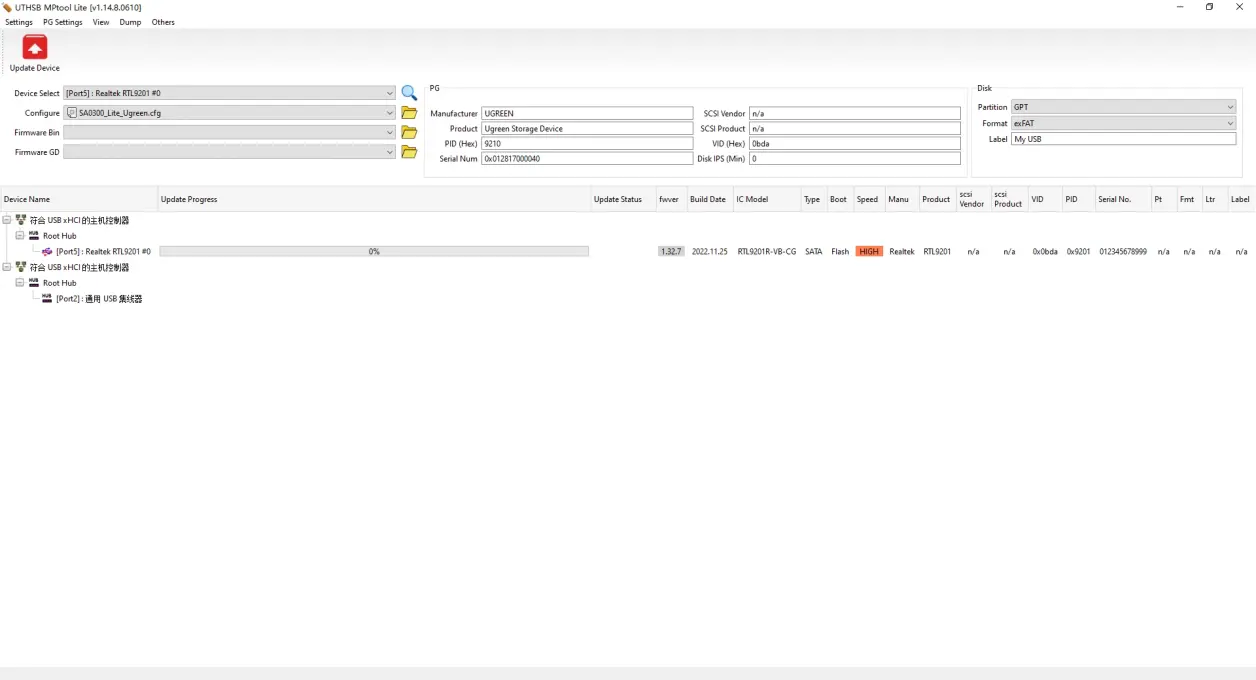 UTHSB MPtool Lite [v1.14.8.0610]
Settings PG Settings View Dump Others
Update Device
Device Select [Port5] : Realtek RTL9201 #0
Configure SA0300_Lite_Ugreen.cfg
Firmware Bin
Firmware GD
PG
Manufacturer UGREEN SCSI Vendor n/a
Product Ugreen Storage Device SCSI Product n/a
PID (Hex) 9210 VID (Hex) 0bda
Serial Num 0x012817000040 Disk IPS (Min) 0
Disk
Partition GPT
Format exFAT
Label My USB
Device Name Update Progress Update Status fwver Build Date IC Model Type Boot Speed Manu Product scsi Vendor scsi Product VID PID Serial No. Pt Fmt Ltr Label
符合 USB xHCI 的主机控制器
HUB Root Hub
[Port5] : Realtek RTL9201 #0 0% 1.32.7 2022.11.25 RTL9201R-VB-CG SATA Flash HIGH Realtek RTL9201 n/a n/a 0x0bda 0x9201 012345678999 n/a n/a n/a n/a
符合 USB xHCI 的主机控制器
HUB Root Hub
HUB [Port2] : 通用 USB 集线器